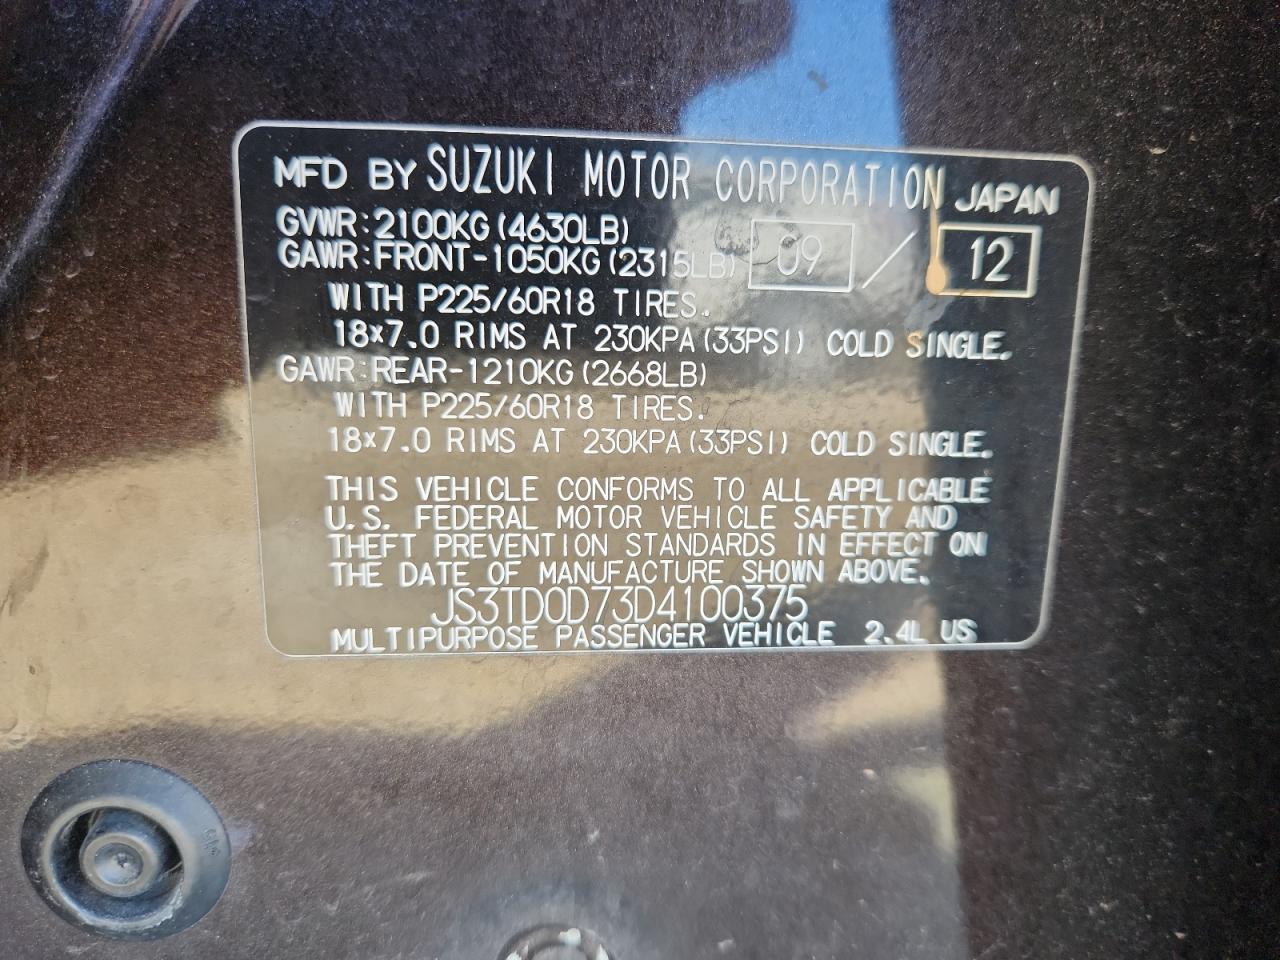 MFD BY SUZUKI MOTOR CORPORATION JAPAN
GVWR:2100KG(4630LB)
GAWR:FRONT-1050KG(2315LB) 09 / 12
WITH P225/60R18 TIRES.
18×7.0 RIMS AT 230KPA(33PSI) COLD SINGLE.
GAWR:REAR-1210KG(2668LB)
WITH P225/60R18 TIRES.
18×7.0 RIMS AT 230KPA(33PSI) COLD SINGLE.
THIS VEHICLE CONFORMS TO ALL APPLICABLE
U.S. FEDERAL MOTOR VEHICLE SAFETY AND
THEFT PREVENTION STANDARDS IN EFFECT ON
THE DATE OF MANUFACTURE SHOWN ABOVE.
JS3TD0D73D4100375
MULTIPURPOSE PASSENGER VEHICLE 2.4L US